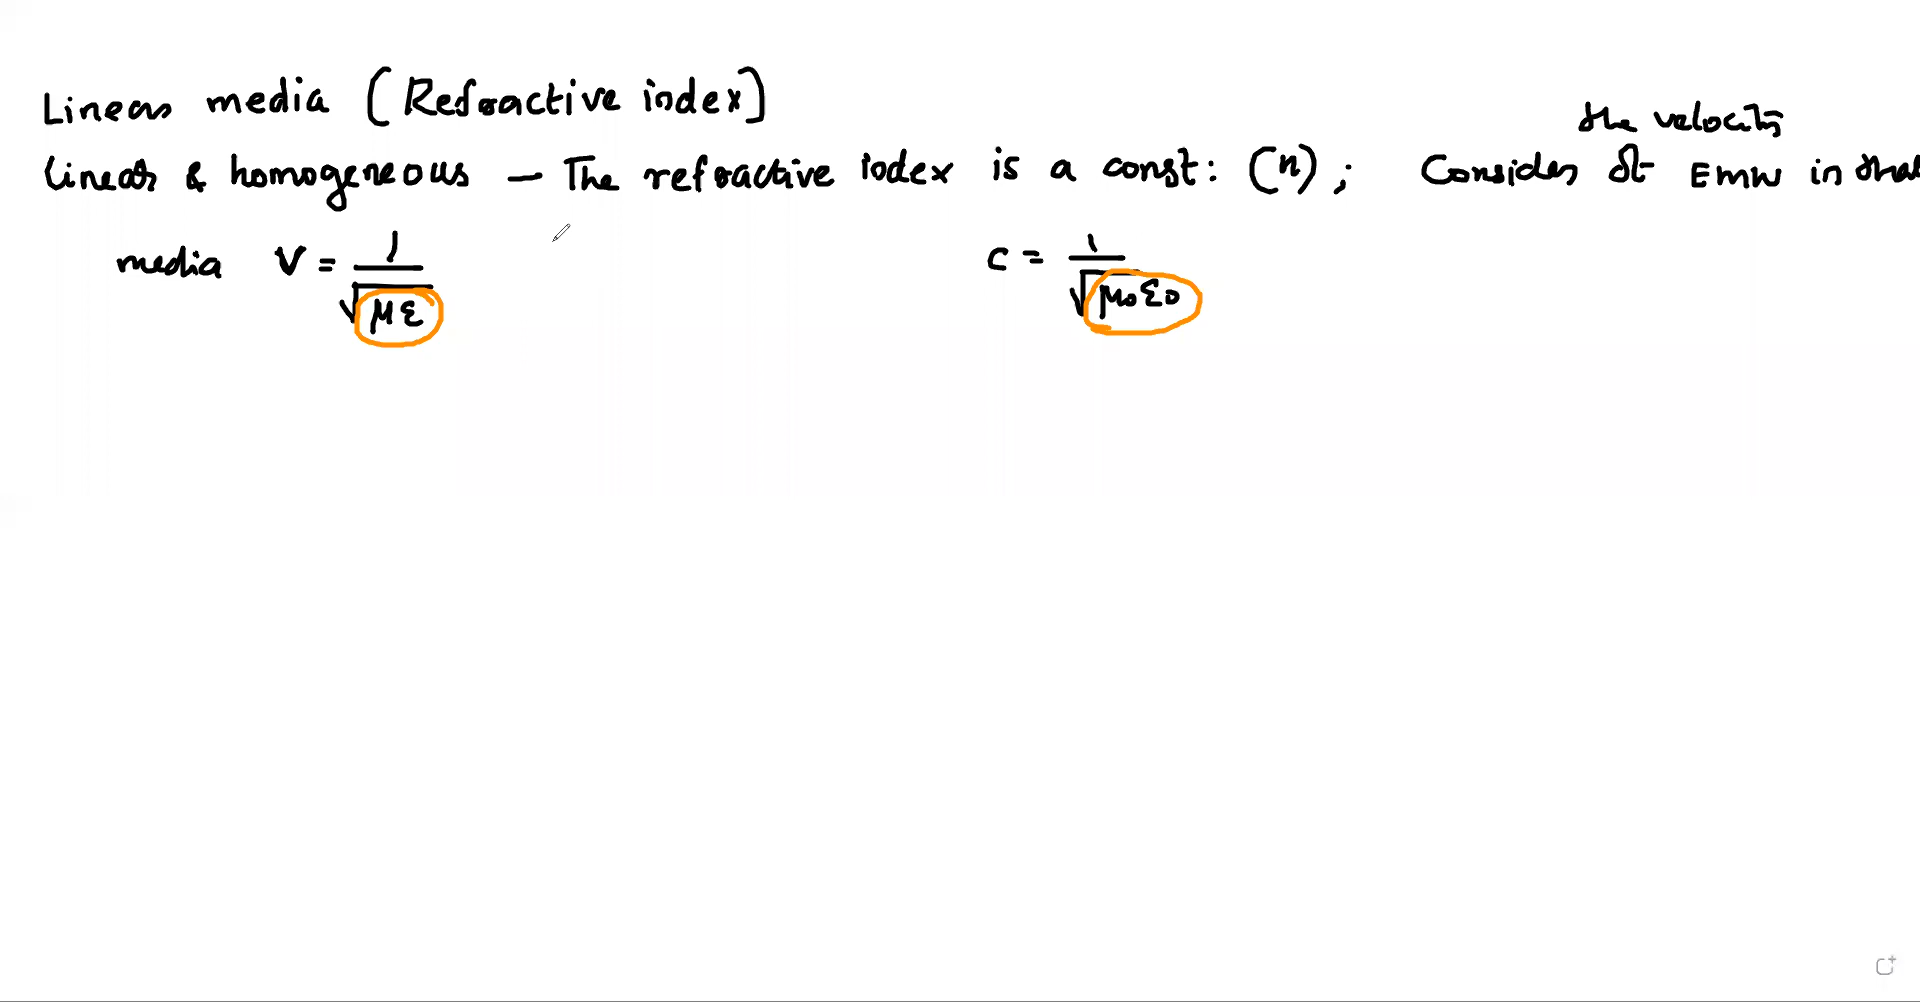 Linear media (Refractive index)
the velocity
Linear & homogeneous — The refractive index is a const: (n) ; Consider of EMW in that
media V = 1/√με C = 1/√μ₀ε₀